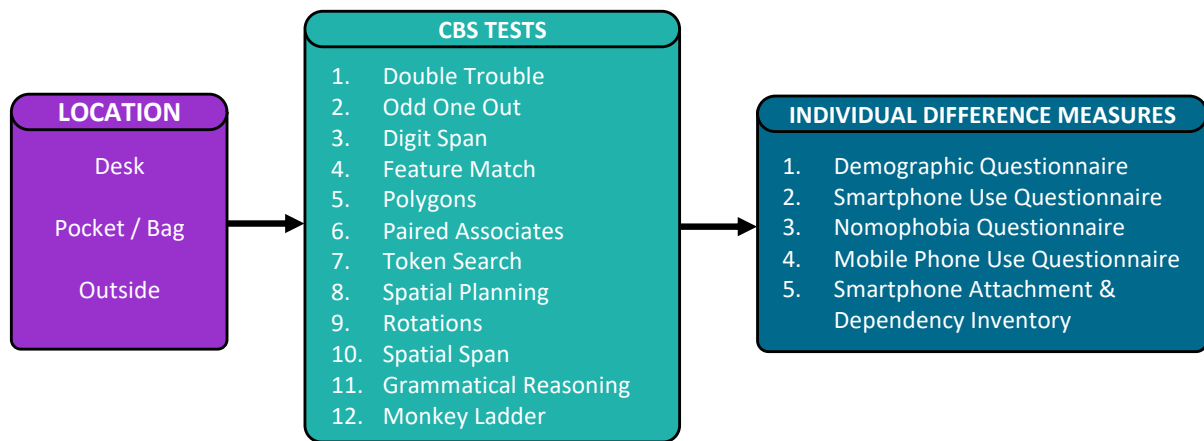 LOCATION
Desk
Pocket / Bag
Outside
CBS TESTS
1. Double Trouble
2. Odd One Out
3. Digit Span
4. Feature Match
5. Polygons
6. Paired Associates
7. Token Search
8. Spatial Planning
9. Rotations
10. Spatial Span
11. Grammatical Reasoning
12. Monkey Ladder
INDIVIDUAL DIFFERENCE MEASURES
1. Demographic Questionnaire
2. Smartphone Use Questionnaire
3. Nomophobia Questionnaire
4. Mobile Phone Use Questionnaire
5. Smartphone Attachment &
Dependency Inventory